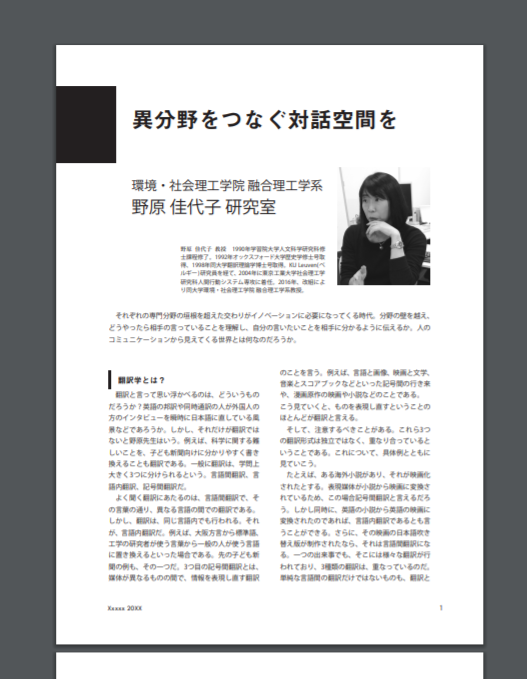 異分野をつなぐ対話空間を
環境・社会理工学院 融合理工学系
野原 佳代子 研究室
野原 佳代子 教授　1990年学習院大学人文科学研究科修
士課程修了、1992年オックスフォード大学歴史学修士号取
得、1998年同大学翻訳理論学博士号取得、KU Leuven(ベ
ルギー)研究員を経て、2004年に東京工業大学社会理工学
研究科人間行動システム専攻に着任。2016年、改組によ
り同大学環境・社会理工学院 融合理工学系教授。
それぞれの専門分野の垣根を超えた交わりがイノベーションに必要になってくる時代。分野の壁を越え、
どうやったら相手の言っていることを理解し、自分の言いたいことを相手に分かるように伝えるか。人の
コミュニケーションから見えてくる世界とは何なのだろうか。
翻訳学とは？
翻訳と言って思い浮かべるのは、どういうもの
だろうか？英語の邦訳や同時通訳の人が外国人の
方のインタビューを瞬時に日本語に直している風
景などであろうか。しかし、それだけが翻訳では
ないと野原先生はいう。例えば、科学に関する難
しいことを、子ども新聞向けに分かりやすく書き
換えることも翻訳である。一般に翻訳は、学問上
大きく3つに分けられるという。言語間翻訳、言
語内翻訳、記号間翻訳だ。
よく聞く翻訳にあたるのは、言語間翻訳で、そ
の言葉の通り、異なる言語の間での翻訳である。
しかし、翻訳は、同じ言語内でも行われる。それ
が、言語内翻訳だ。例えば、大阪方言から標準語、
工学の研究者が使う言葉から一般の人が使う言語
に置き換えるといった場合である。先の子ども新
聞の例も、その一つだ。3つ目の記号間翻訳とは、
媒体が異なるものの間で、情報を表現し直す翻訳
のことを言う。例えば、言語と画像、映画と文学、
音楽とスコアブックなどといった記号間の行き来
や、漫画原作の映画や小説などのことである。
こう見ていくと、ものを表現し直すということの
ほとんどが翻訳と言える。
そして、注意するべきことがある。これら3つ
の翻訳形式は独立ではなく、重なり合っていると
いうことである。これについて、具体例とともに
見ていこう。
たとえば、ある海外小説があり、それが映画化
されたとする。表現媒体が小説から映画に変換さ
れているため、この場合記号間翻訳と言えるだろ
う。しかし同時に、英語の小説から英語の映画に
変換されたのであれば、言語内翻訳であるとも言
うことができる。さらに、その映画の日本語吹き
替え版が制作されたなら、それは言語間翻訳にな
る。一つの出来事でも、そこには様々な翻訳が行
われており、3種類の翻訳は、重なっているのだ。
単純な言語間の翻訳だけではないものも、翻訳と
Xxxxx 20XX
1